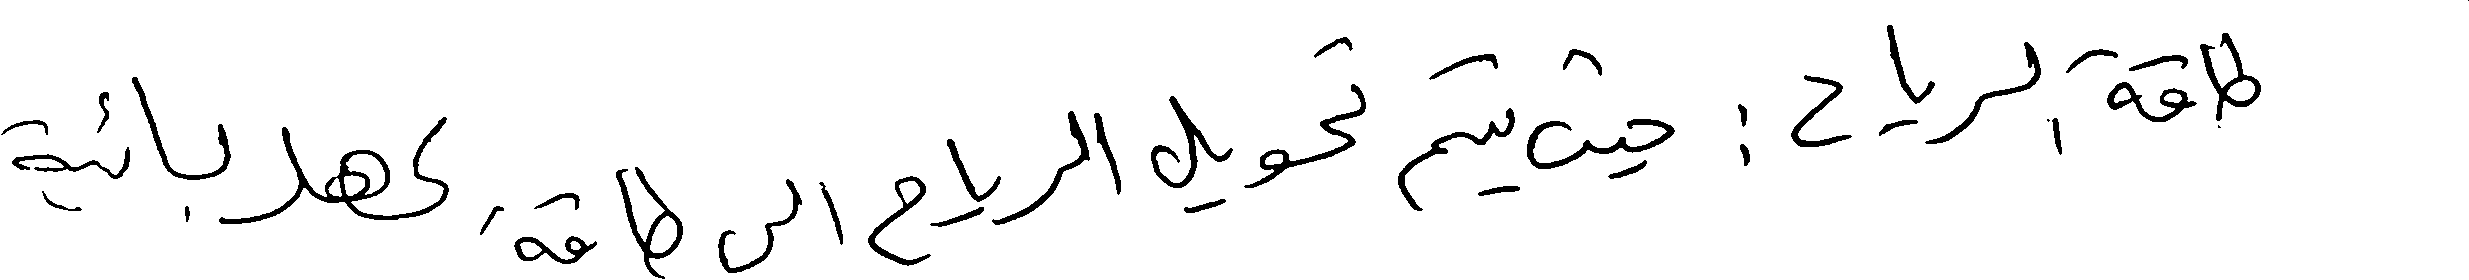 طاقة الرياح : حيث يتم تحويل الرياح الى طاقة كهربائية